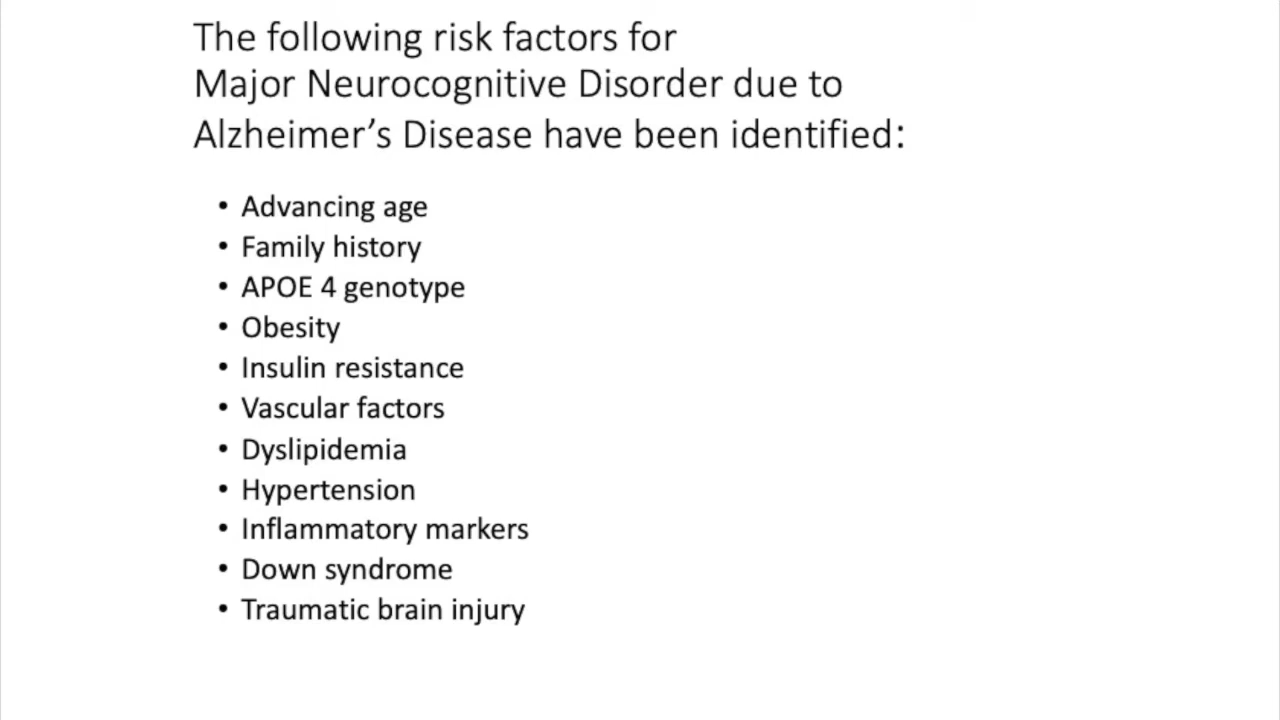 The following risk factors for
Major Neurocognitive Disorder due to
Alzheimer’s Disease have been identified:
• Advancing age
• Family history
• APOE 4 genotype
• Obesity
• Insulin resistance
• Vascular factors
• Dyslipidemia
• Hypertension
• Inflammatory markers
• Down syndrome
• Traumatic brain injury